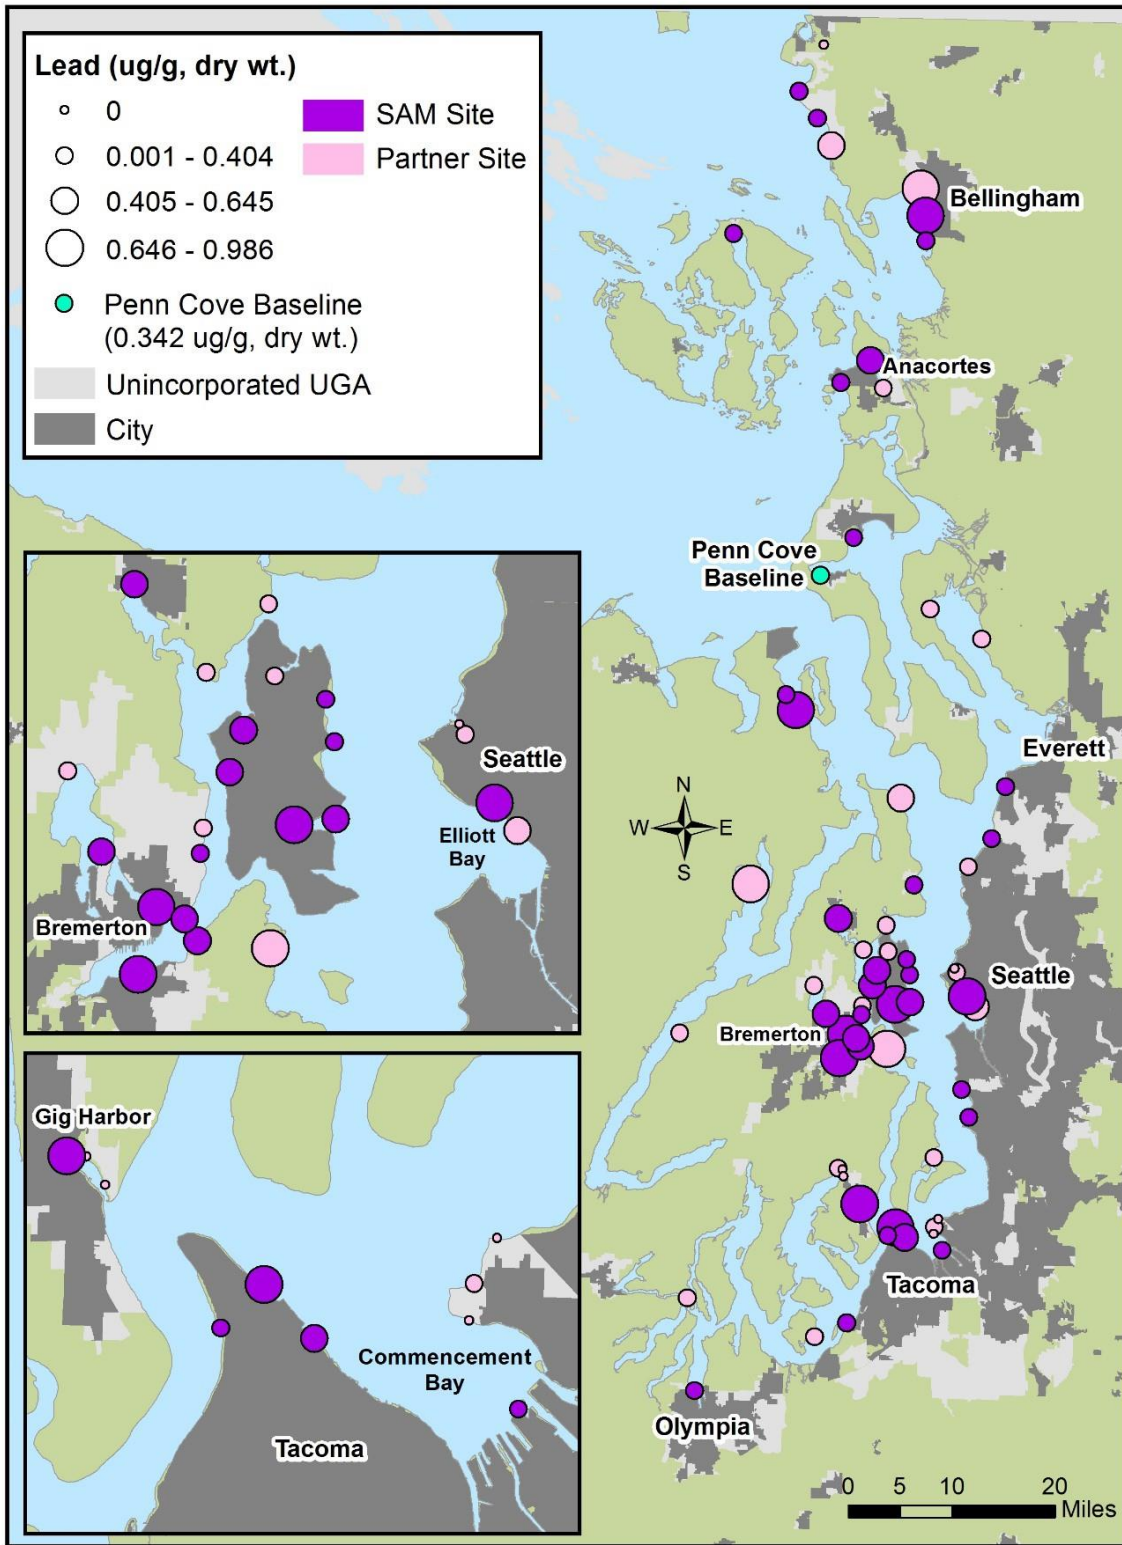 Lead (ug/g, dry wt.)
0
0.001 - 0.404
0.405 - 0.645
0.646 - 0.986
SAM Site
Partner Site
Penn Cove Baseline
(0.342 ug/g, dry wt.)
Unincorporated UGA
City
Bellingham
Anacortes
Penn Cove
Baseline
Everett
N
W E
S
Seattle
Bremerton
Tacoma
Olympia
0 5 10 20
Miles
Seattle
Elliott
Bay
Bremerton
Gig Harbor
Commencement
Bay
Tacoma